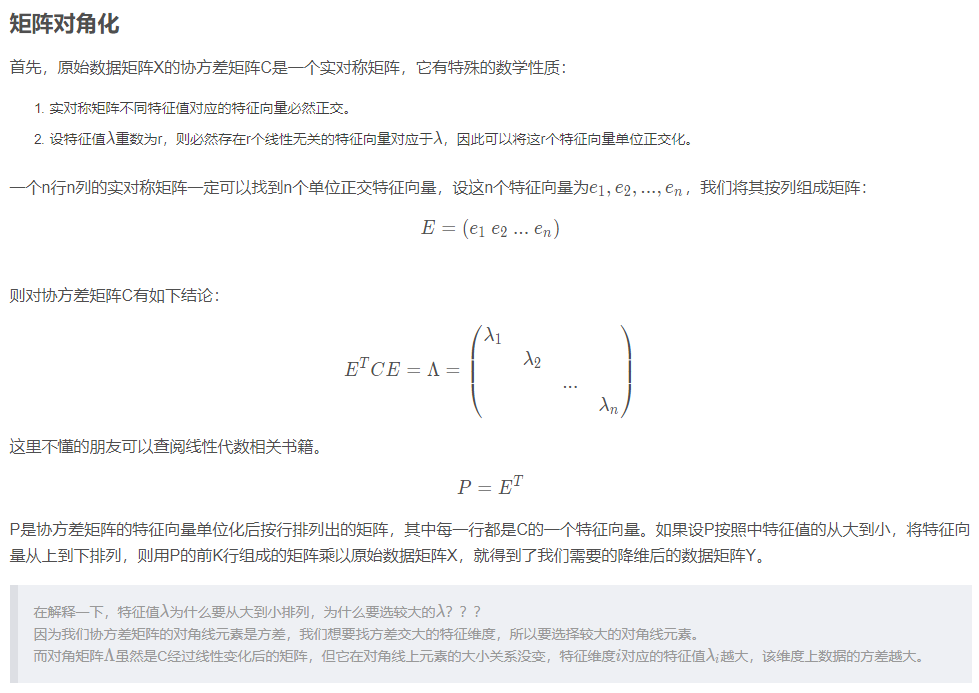 矩阵对角化
首先，原始数据矩阵X的协方差矩阵C是一个实对称矩阵，它有特殊的数学性质：
1. 实对称矩阵不同特征值对应的特征向量必然正交。
2. 设特征值λ重数为r，则必然存在r个线性无关的特征向量对应于λ，因此可以将这r个特征向量单位正交化。
一个n行n列的实对称矩阵一定可以找到n个单位正交特征向量，设这n个特征向量为e₁, e₂, ..., eₙ，我们将其按列组成矩阵：
E = (e₁ e₂ ... eₙ)
则对协方差矩阵C有如下结论：
λ₁
λ₂
EᵀCE = Λ =
...
λₙ
这里不懂的朋友可以查阅线性代数相关书籍。
P = Eᵀ
P是协方差矩阵的特征向量单位化后按行排列出的矩阵，其中每一行都是C的一个特征向量。如果设P按照中特征值的从大到小，将特征向
量从上到下排列，则用P的前K行组成的矩阵乘以原始数据矩阵X，就得到了我们需要的降维后的数据矩阵Y。
在解释一下，特征值λ为什么要从大到小排列，为什么要选较大的λ？？？
因为我们协方差矩阵的对角线元素是方差，我们想要找方差交大的特征维度，所以要选择较大的对角线元素。
而对角矩阵Λ虽然是C经过线性变化后的矩阵，但它在对角线上元素的大小关系没变，特征维度i对应的特征值λᵢ越大，该维度上数据的方差越大。